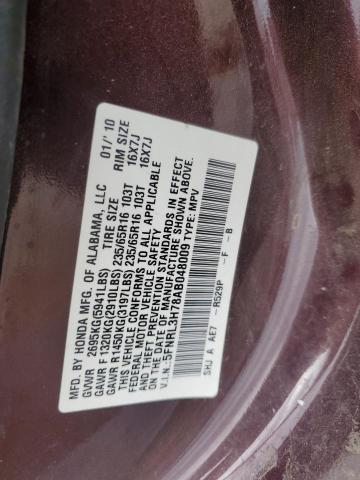 MFD. BY HONDA MFG. OF ALABAMA, LLC 01/'10
GVWR 2695KG(5941LBS) TIRE SIZE RIM SIZE
GAWR F 1320KG(2910LBS) 235/65R16 103T 16X7J
GAWR R1450KG(3197LBS) 235/65R16 103T 16X7J
THIS VEHICLE CONFORMS TO ALL APPLICABLE
FEDERAL MOTOR VEHICLE SAFETY, BUMPER,
AND THEFT PREVENTION STANDARDS IN EFFECT
ON THE DATE OF MANUFACTURE SHOWN ABOVE.
V.I.N.:5FNRL3H78AB048009 TYPE: MPV
SHJ A AE7 -R529P -F -B